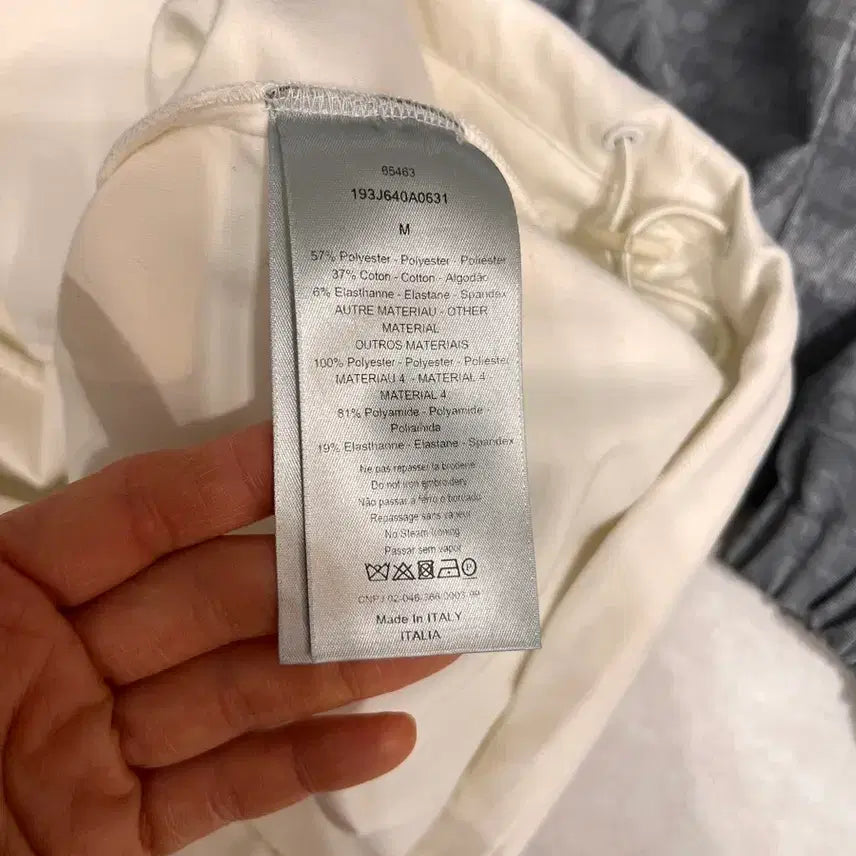 65463
193J640A0631
M
57% Polyester - Polyester - Poliester
37% Coton - Cotton - Algodão
6% Elasthanne - Elastane - Spandex
AUTRE MATERIAU - OTHER
MATERIAL
OUTROS MATERIAIS
100% Polyester - Polyester - Poliester
MATERIAU 4 - MATERIAL 4
MATERIAL 4
81% Polyamide - Polyamide -
Poliamida
19% Elasthanne - Elastane - Spandex
Ne pas repasser la broderie
Do not iron embroidery
Não passar a ferro o bordado
Repassage sans vapeur
No Steam ironing
Passar sem vapor
P
CNPJ
Made In ITALY
ITALIA